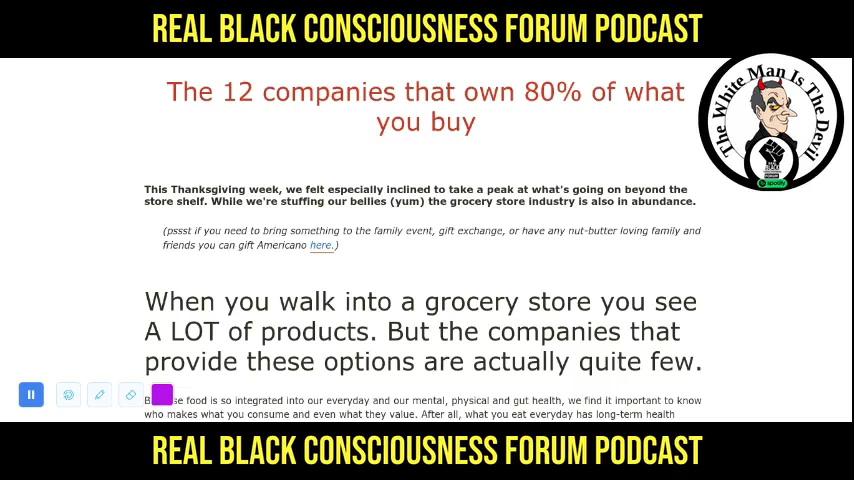 REAL BLACK CONSCIOUSNESS FORUM PODCAST
The White Man Is The Devil
Spotify
The 12 companies that own 80% of what
you buy
This Thanksgiving week, we felt especially inclined to take a peak at what's going on beyond the
store shelf. While we're stuffing our bellies (yum) the grocery store industry is also in abundance.
(pssst if you need to bring something to the family event, gift exchange, or have any nut-butter loving family and
friends you can gift Americano here.)
When you walk into a grocery store you see
A LOT of products. But the companies that
provide these options are actually quite few.
food is so integrated into our everyday and our mental, physical and gut health, we find it important to know
who makes what you consume and even what they value. After all, what you eat everyday has long-term health
REAL BLACK CONSCIOUSNESS FORUM PODCAST